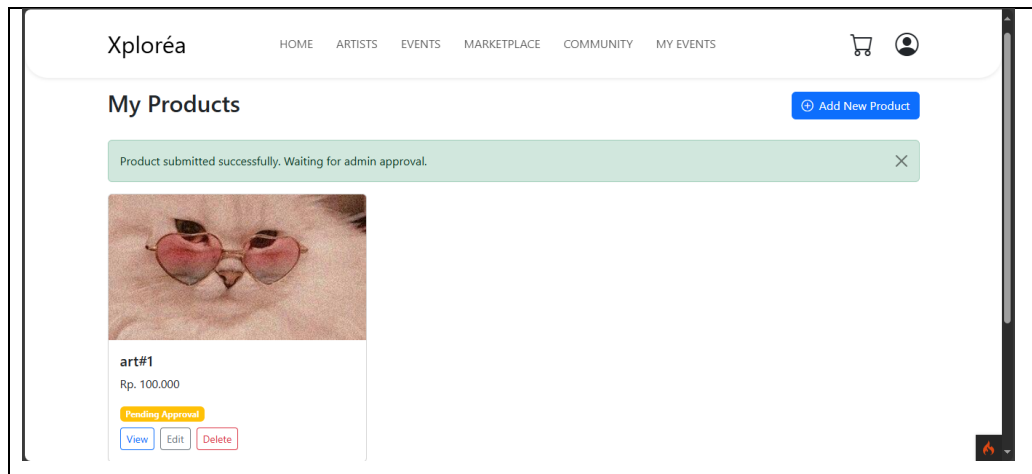 Xploréa HOME ARTISTS EVENTS MARKETPLACE COMMUNITY MY EVENTS
My Products Add New Product
Product submitted successfully. Waiting for admin approval.
art#1
Rp. 100.000
Pending Approval
View Edit Delete